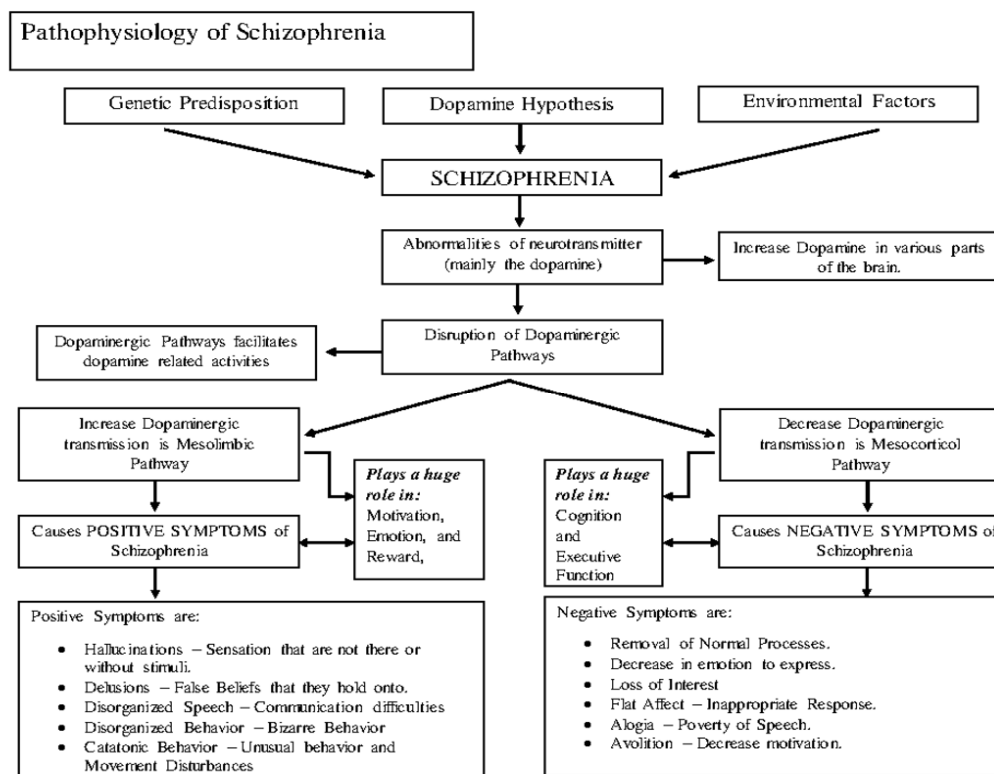 Pathophysiology of Schizophrenia
Genetic Predisposition
Dopamine Hypothesis
Environmental Factors
SCHIZOPHRENIA
Abnormalities of neurotransmitter
(mainly the dopamine)
Increase Dopamine in various parts
of the brain.
Disruption of Dopaminergic
Pathways
Dopaminergic Pathways facilitates
dopamine related activities
Increase Dopaminergic
transmission is Mesolimbic
Pathway
Plays a huge
role in:
Motivation,
Emotion, and
Reward,
Plays a huge
role in:
Cognition
and
Executive
Function
Decrease Dopaminergic
transmission is Mesocorticol
Pathway
Causes POSITIVE SYMPTOMS of
Schizophrenia
Causes NEGATIVE SYMPTOMS of
Schizophrenia
Positive Symptoms are:
• Hallucinations – Sensation that are not there or
without stimuli.
• Delusions – False Beliefs that they hold onto.
• Disorganized Speech – Communication difficulties
• Disorganized Behavior – Bizarre Behavior
• Catatonic Behavior – Unusual behavior and
Movement Disturbances
Negative Symptoms are:
• Removal of Normal Processes.
• Decrease in emotion to express.
• Loss of Interest
• Flat Affect – Inappropriate Response.
• Alogia – Poverty of Speech.
• Avolition – Decrease motivation.